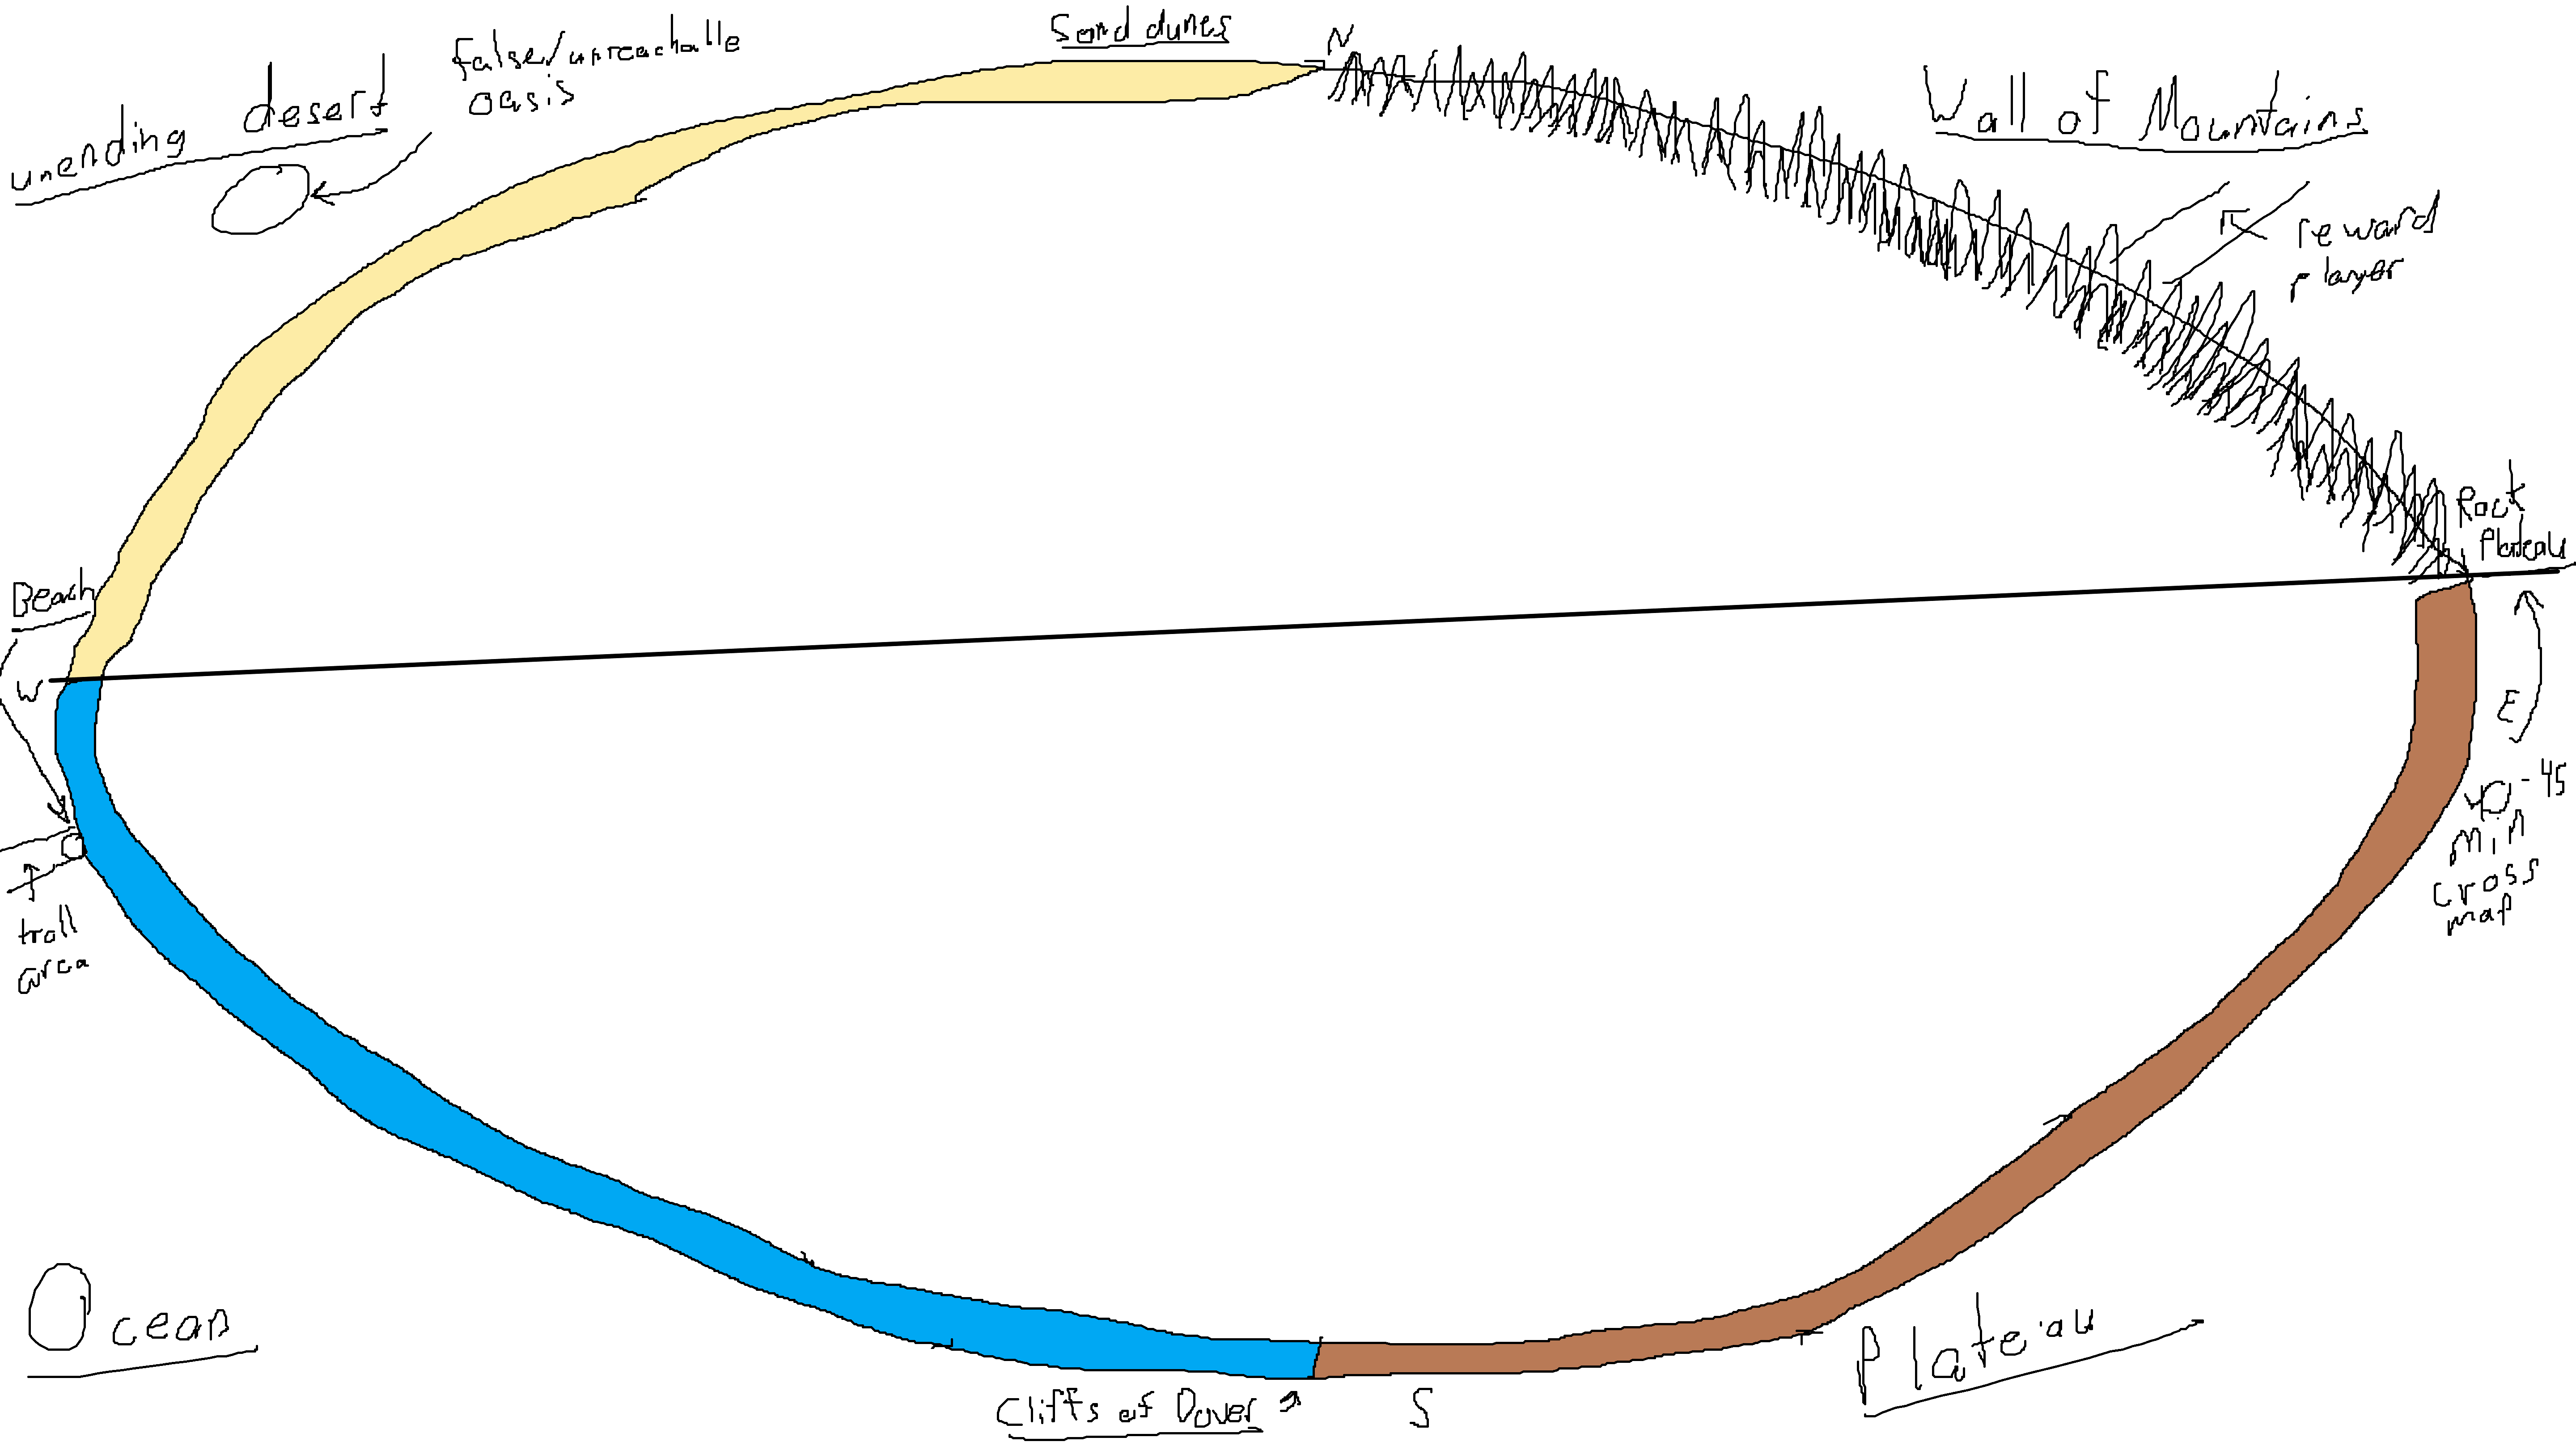 Sand dunes
N
false/unreachable
oasis
unending desert
Wall of Mountains
reward
player
Rock
Plateau
Beach
W
E
40-45
min
cross
map
troll
area
Ocean
Plateau
Cliffs of Dover
S